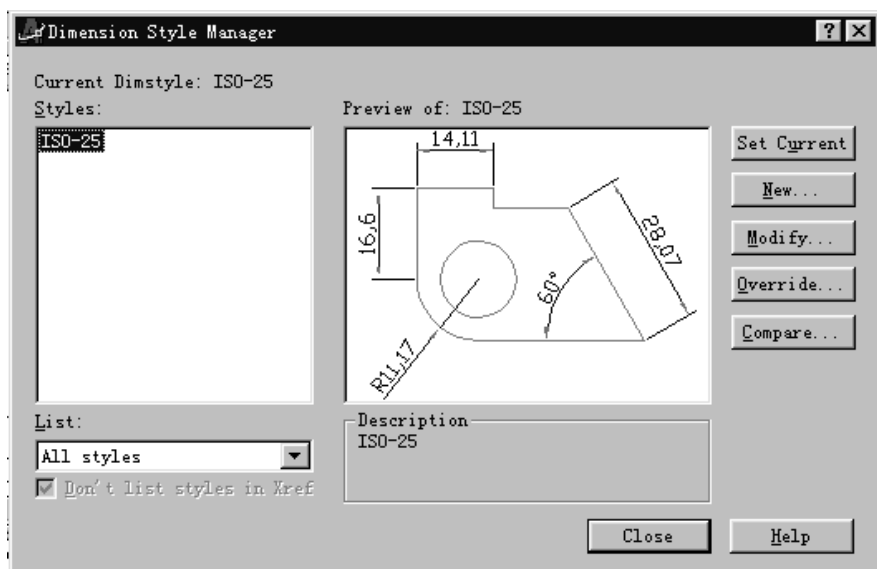 Dimension Style Manager
Current Dimstyle: ISO-25
Styles:
ISO-25
Preview of: ISO-25
14,11
16,6
28,07
60°
R11,17
Set Current
New...
Modify...
Override...
Compare...
List:
All styles
Don't list styles in Xref
Description
ISO-25
Close
Help